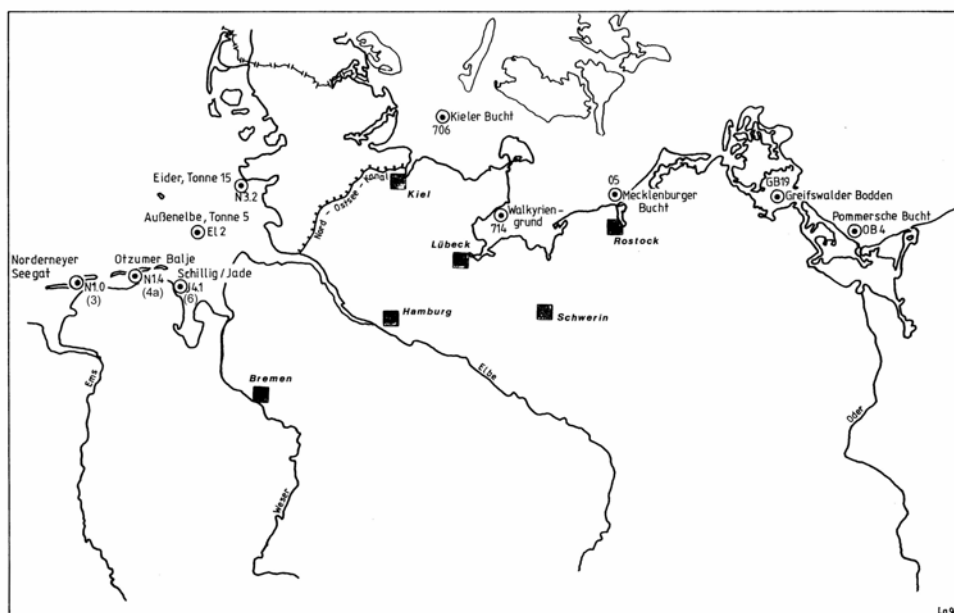 Kieler Bucht
706
Eider, Tonne 15
N3.2
Außenelbe, Tonne 5
El 2
Nord - Ostsee - Kanal
Kiel
Walkyrien-
grund
714
Lübeck
05
Mecklenburger
Bucht
Rostock
GB19
Greifswalder Bodden
Pommersche Bucht
OB 4
Norderneyer
Seegat
N1.0
(3)
Otzumer Balje
N1.4
(4a)
Schillig/Jade
J4.1
(6)
Hamburg
Schwerin
Bremen
Ems
Weser
Elbe
Oder